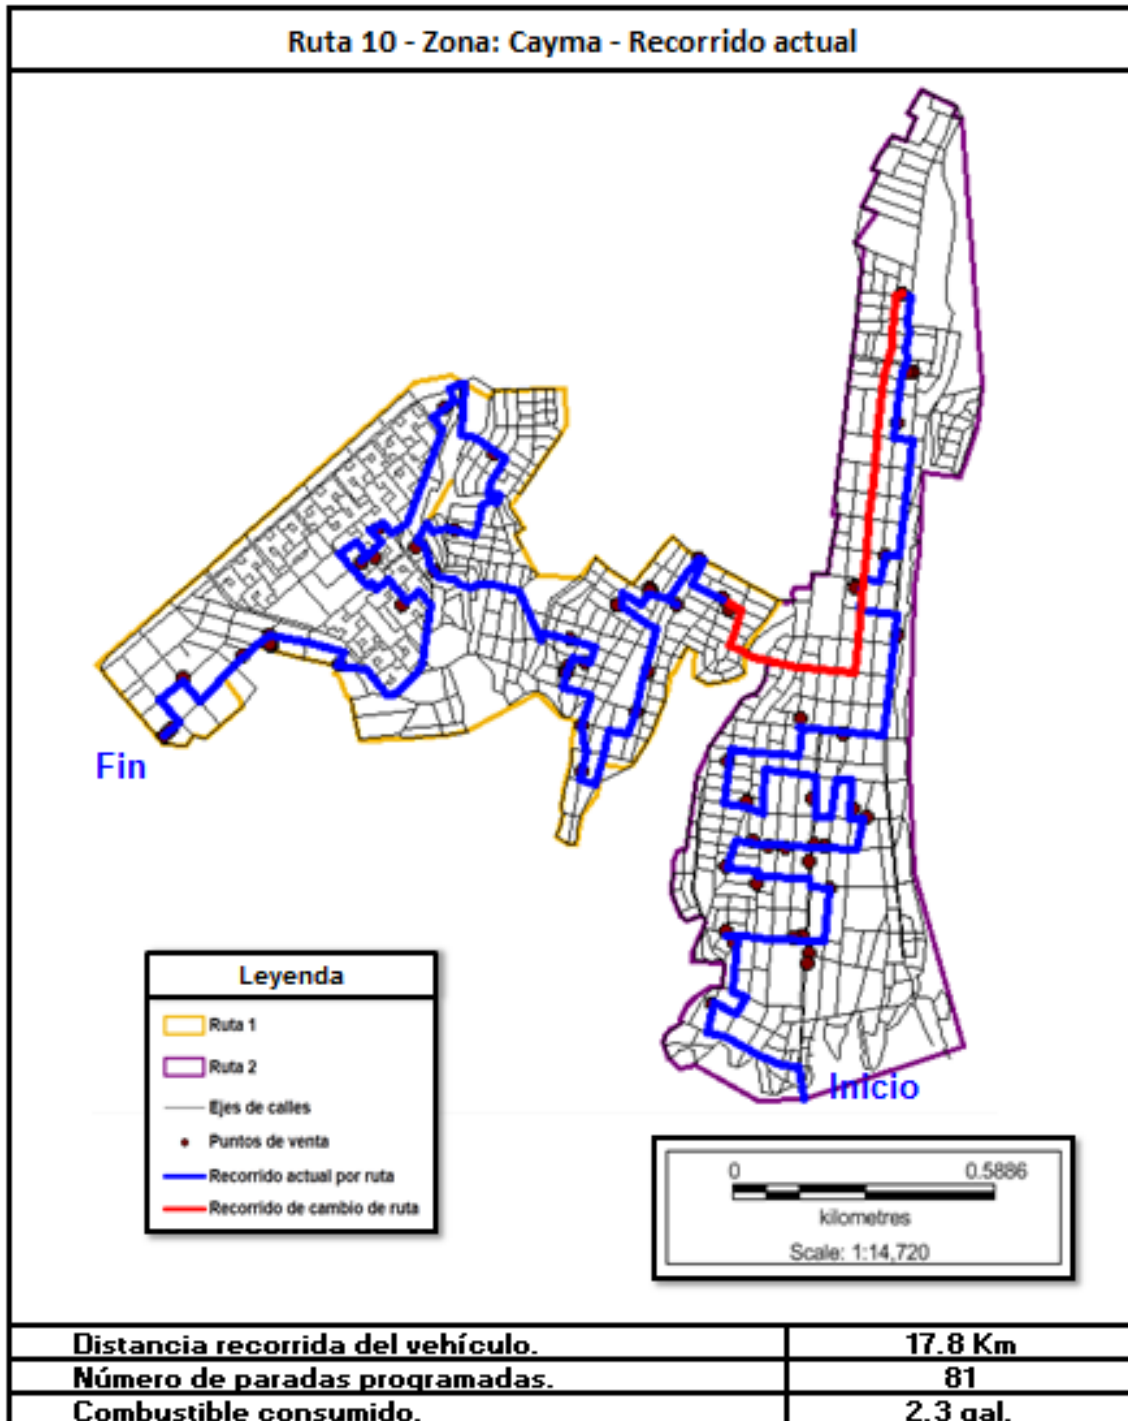 Ruta 10 - Zona: Cayma - Recorrido actual
Fin
Inicio
Leyenda
Ruta 1
Ruta 2
Ejes de calles
Puntos de venta
Recorrido actual por ruta
Recorrido de cambio de ruta
0 0.5886
kilometres
Scale: 1:14,720
Distancia recorrida del vehículo. 17.8 Km
Número de paradas programadas. 81
Combustible consumido. 2.3 gal.